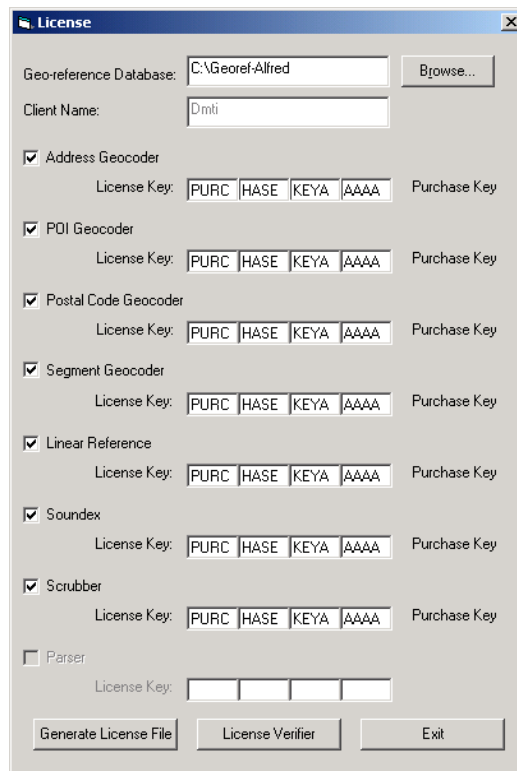 License
Geo-reference Database: C:\Georef-Alfred Browse...
Client Name: Dmti
Address Geocoder
License Key: PURC HASE KEYA AAAA Purchase Key
POI Geocoder
License Key: PURC HASE KEYA AAAA Purchase Key
Postal Code Geocoder
License Key: PURC HASE KEYA AAAA Purchase Key
Segment Geocoder
License Key: PURC HASE KEYA AAAA Purchase Key
Linear Reference
License Key: PURC HASE KEYA AAAA Purchase Key
Soundex
License Key: PURC HASE KEYA AAAA Purchase Key
Scrubber
License Key: PURC HASE KEYA AAAA Purchase Key
Parser
License Key:
Generate License File License Verifier Exit